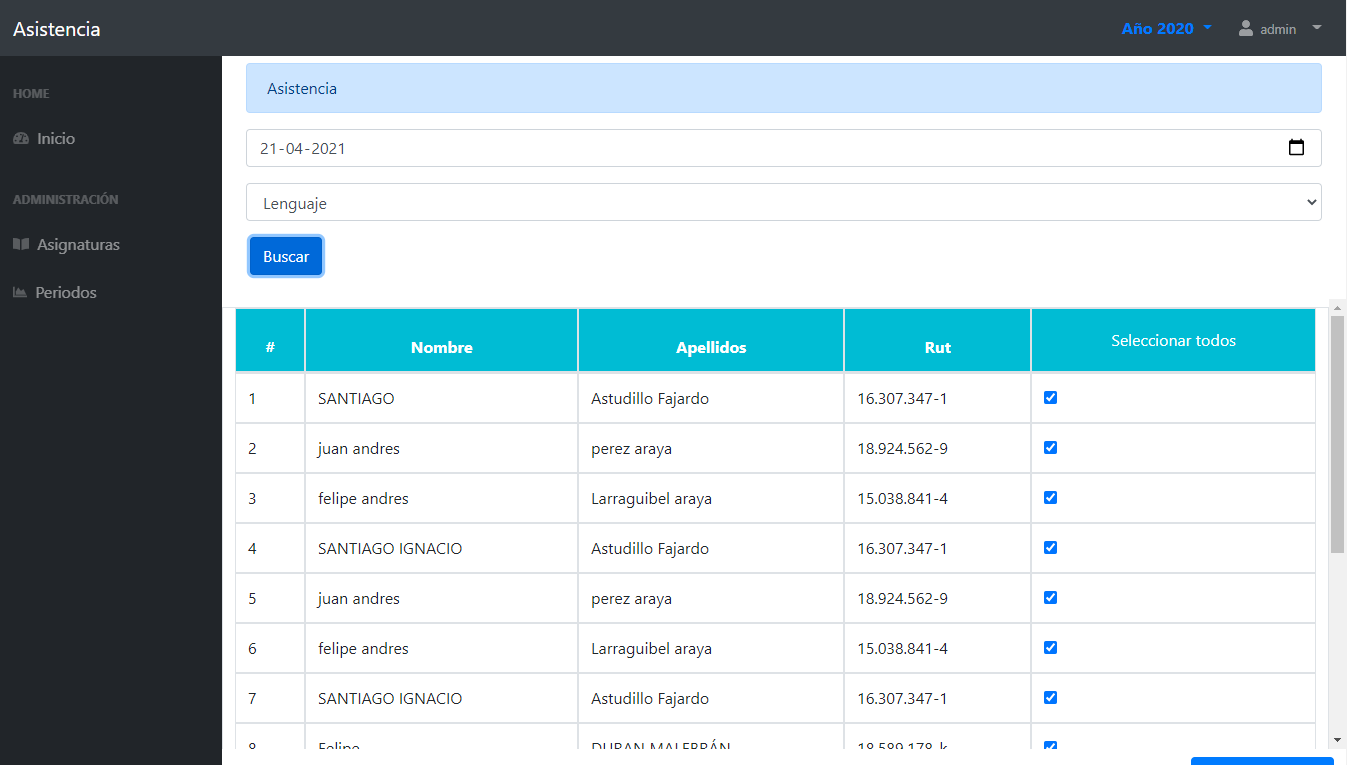 Asistencia
Año 2020
admin
HOME
Inicio
ADMINISTRACIÓN
Asignaturas
Periodos
Asistencia
21-04-2021
Lenguaje
Buscar
# Nombre Apellidos Rut Seleccionar todos
1 SANTIAGO Astudillo Fajardo 16.307.347-1
2 juan andres perez araya 18.924.562-9
3 felipe andres Larraguibel araya 15.038.841-4
4 SANTIAGO IGNACIO Astudillo Fajardo 16.307.347-1
5 juan andres perez araya 18.924.562-9
6 felipe andres Larraguibel araya 15.038.841-4
7 SANTIAGO IGNACIO Astudillo Fajardo 16.307.347-1
8 Felipe DURAN MALEBRÁN 18.589.178-k